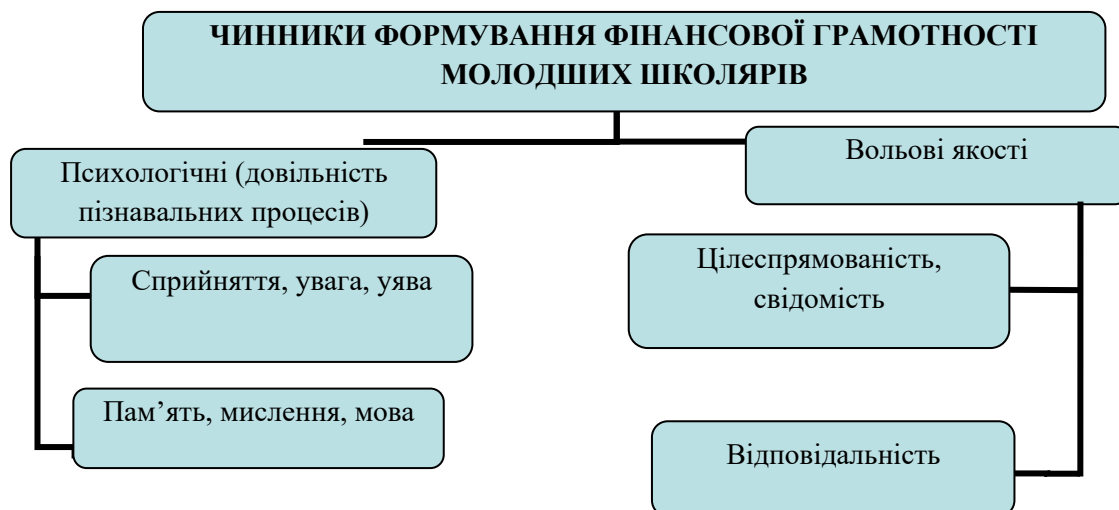 ЧИННИКИ ФОРМУВАННЯ ФІНАНСОВОЇ ГРАМОТНОСТІ
МОЛОДШИХ ШКОЛЯРІВ
Психологічні (довільність
пізнавальних процесів)
Сприйняття, увага, уява
Пам’ять, мислення, мова
Вольові якості
Цілеспрямованість,
свідомість
Відповідальність